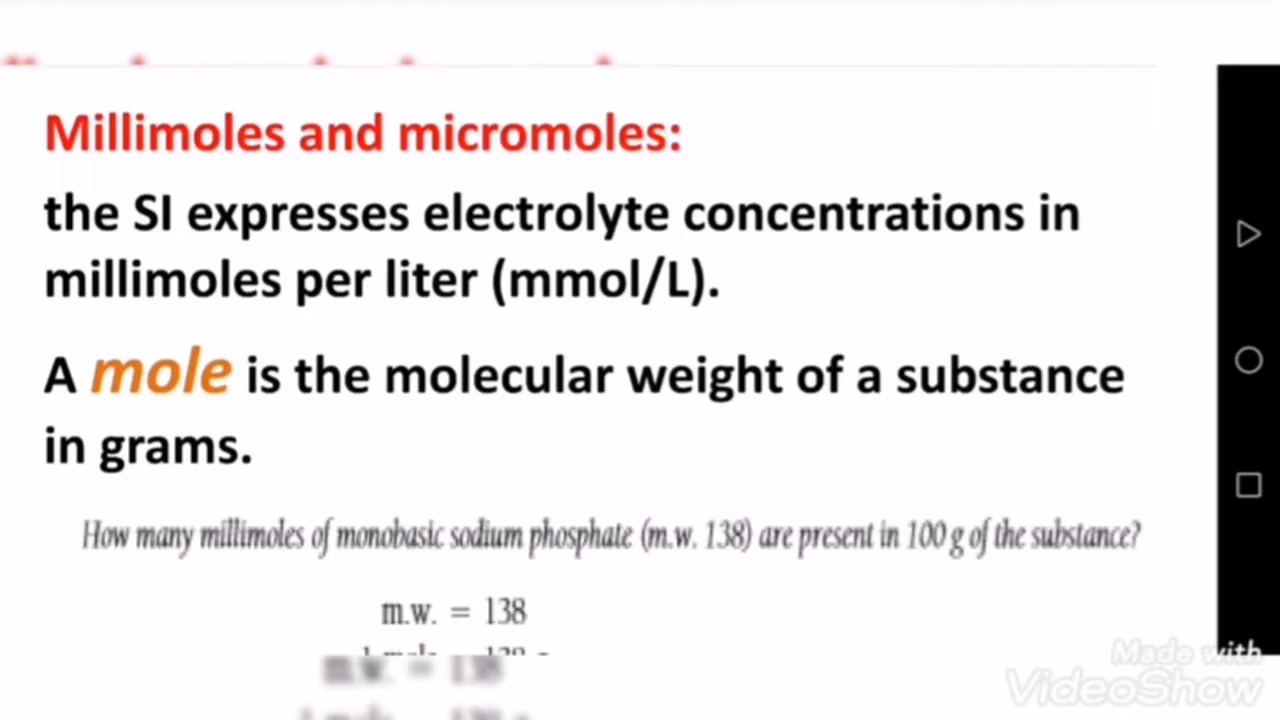 Millimoles and micromoles:
the SI expresses electrolyte concentrations in
millimoles per liter (mmol/L).
A mole is the molecular weight of a substance
in grams.
How many millimoles of monobasic sodium phosphate (m.w. 138) are present in 100 g of the substance?
m.w. = 138
m.w. = 138
Made with
VideoShow